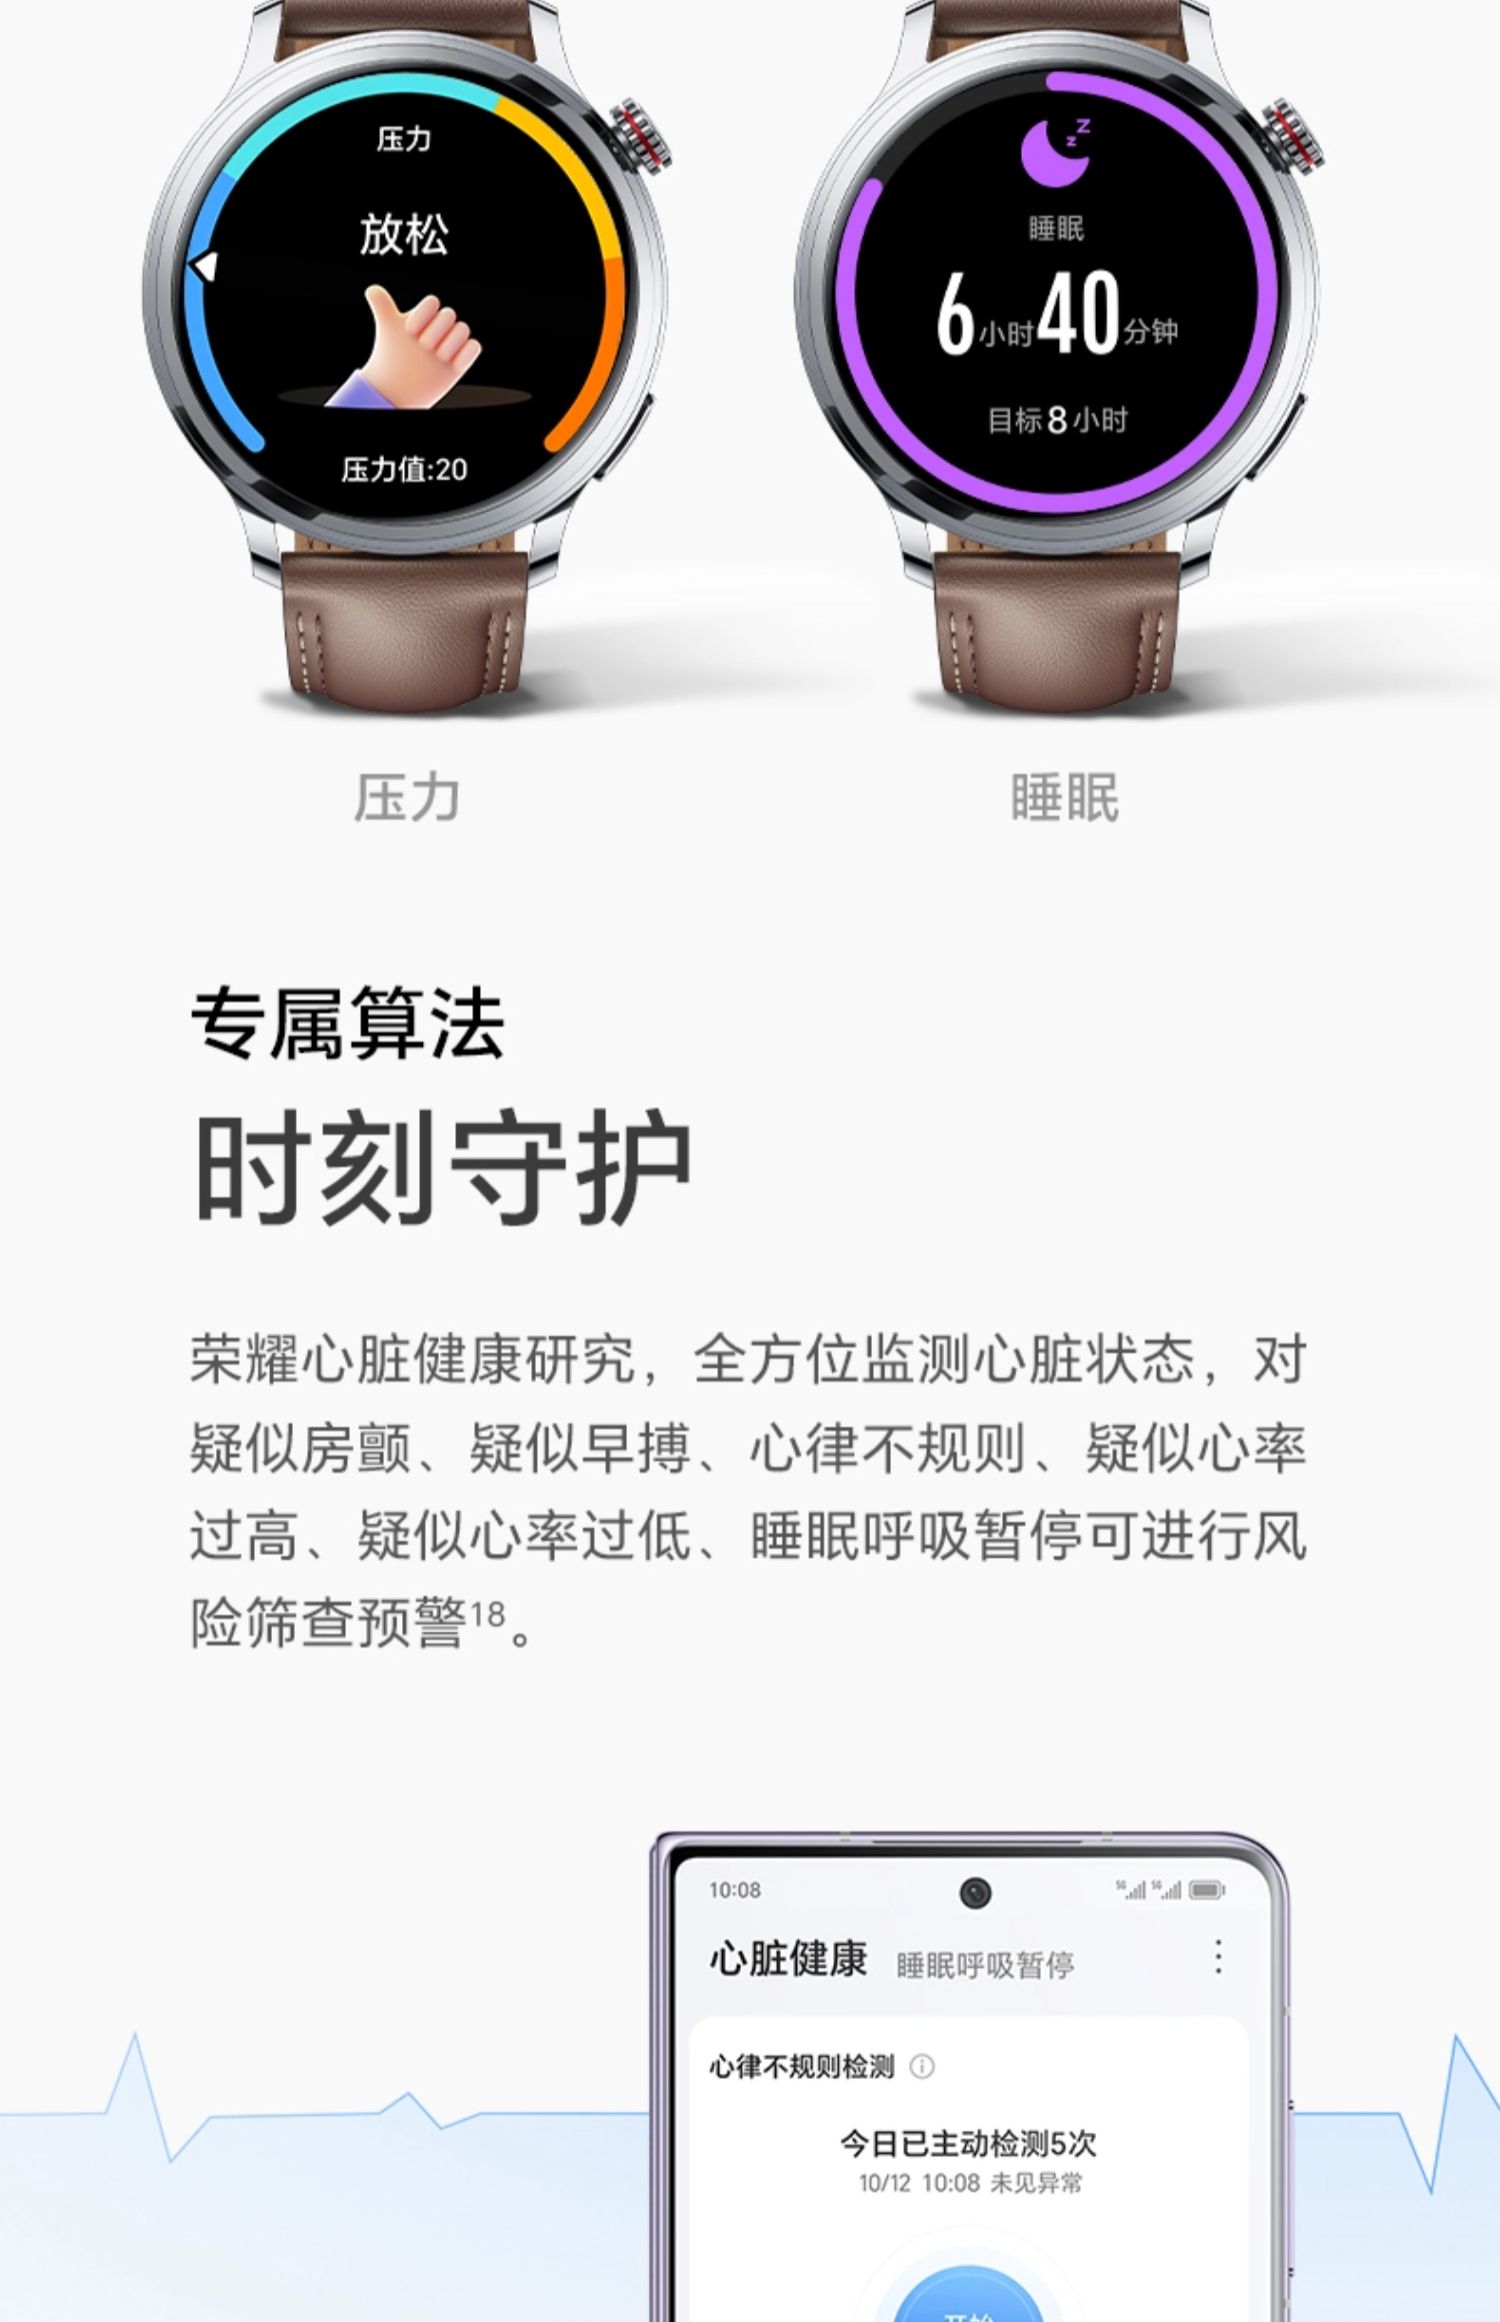 压力
放松
压力值:20
睡眠
6小时40分钟
目标8小时
压力
睡眠
专属算法
时刻守护
荣耀心脏健康研究，全方位监测心脏状态，对
疑似房颤、疑似早搏、心律不规则、疑似心率
过高、疑似心率过低、睡眠呼吸暂停可进行风
险筛查预警18。
10:08
5G 5G
心脏健康 睡眠呼吸暂停
心律不规则检测
今日已主动检测5次
10/12 10:08 未见异常
开始